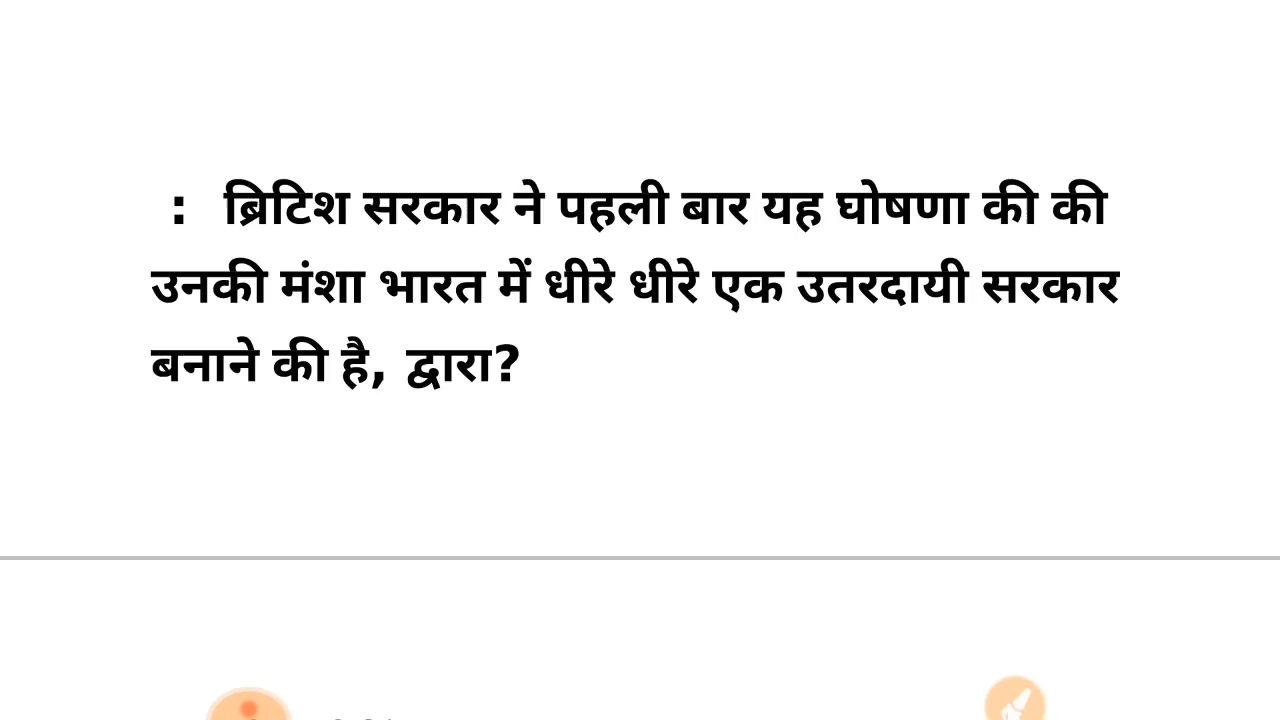 : ब्रिटिश सरकार ने पहली बार यह घोषणा की की
उनकी मंशा भारत में धीरे धीरे एक उतरदायी सरकार
बनाने की है, द्वारा?